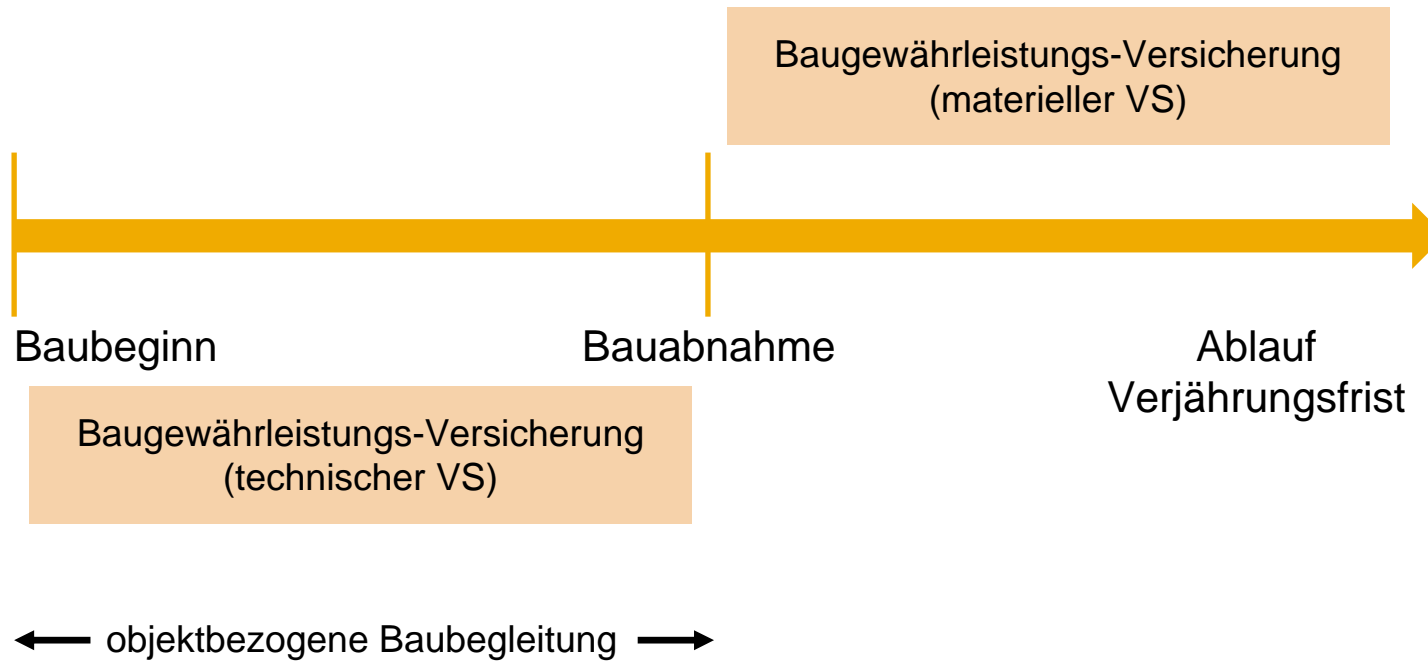 Baugewährleistungs-Versicherung
(materieller VS)
Baubeginn
Bauabnahme
Ablauf
Verjährungsfrist
Baugewährleistungs-Versicherung
(technischer VS)
objektbezogene Baubegleitung